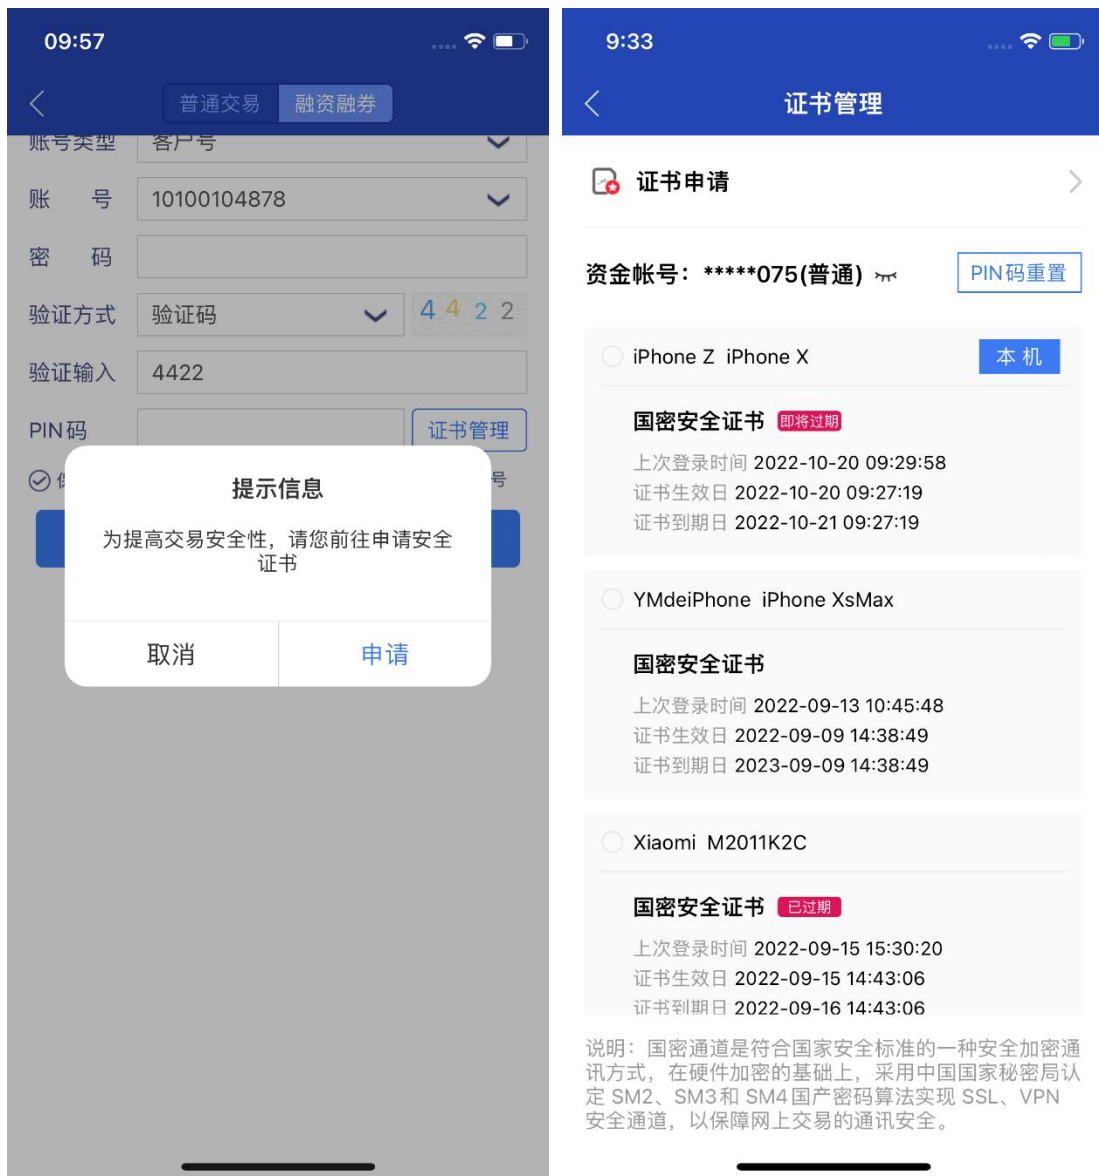 09:57
普通交易 融资融券
账号类型 客户号
账 号 10100104878
密 码
验证方式 验证码 4 4 2 2
验证输入 4422
PIN码 证书管理
号
提示信息
为提高交易安全性，请您前往申请安全
证书
取消 申请
9:33
证书管理
证书申请
资金帐号：*****075(普通) PIN码重置
iPhone Z iPhone X 本 机
国密安全证书 即将过期
上次登录时间 2022-10-20 09:29:58
证书生效日 2022-10-20 09:27:19
证书到期日 2022-10-21 09:27:19
YMdeiPhone iPhone XsMax
国密安全证书
上次登录时间 2022-09-13 10:45:48
证书生效日 2022-09-09 14:38:49
证书到期日 2023-09-09 14:38:49
Xiaomi M2011K2C
国密安全证书 已过期
上次登录时间 2022-09-15 15:30:20
证书生效日 2022-09-15 14:43:06
证书到期日 2022-09-16 14:43:06
说明：国密通道是符合国家安全标准的一种安全加密通
讯方式，在硬件加密的基础上，采用中国国家秘密局认
定 SM2、SM3和 SM4国产密码算法实现 SSL、VPN
安全通道，以保障网上交易的通讯安全。